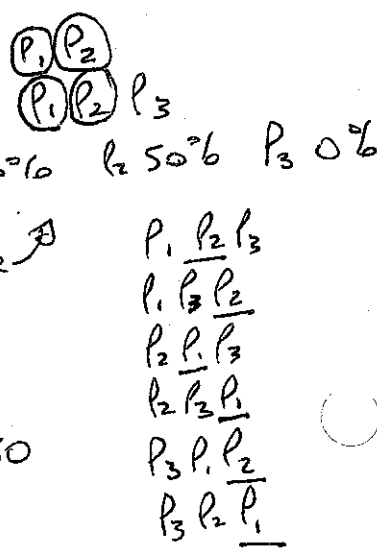 P₁ P₂
P₁ P₂ P₃
% P₂ 50% P₃ 0%
P₁ P₂ P₃
P₁ P₃ P₂
P₂ P₁ P₃
P₂ P₃ P₁
P₃ P₁ P₂
P₃ P₂ P₁